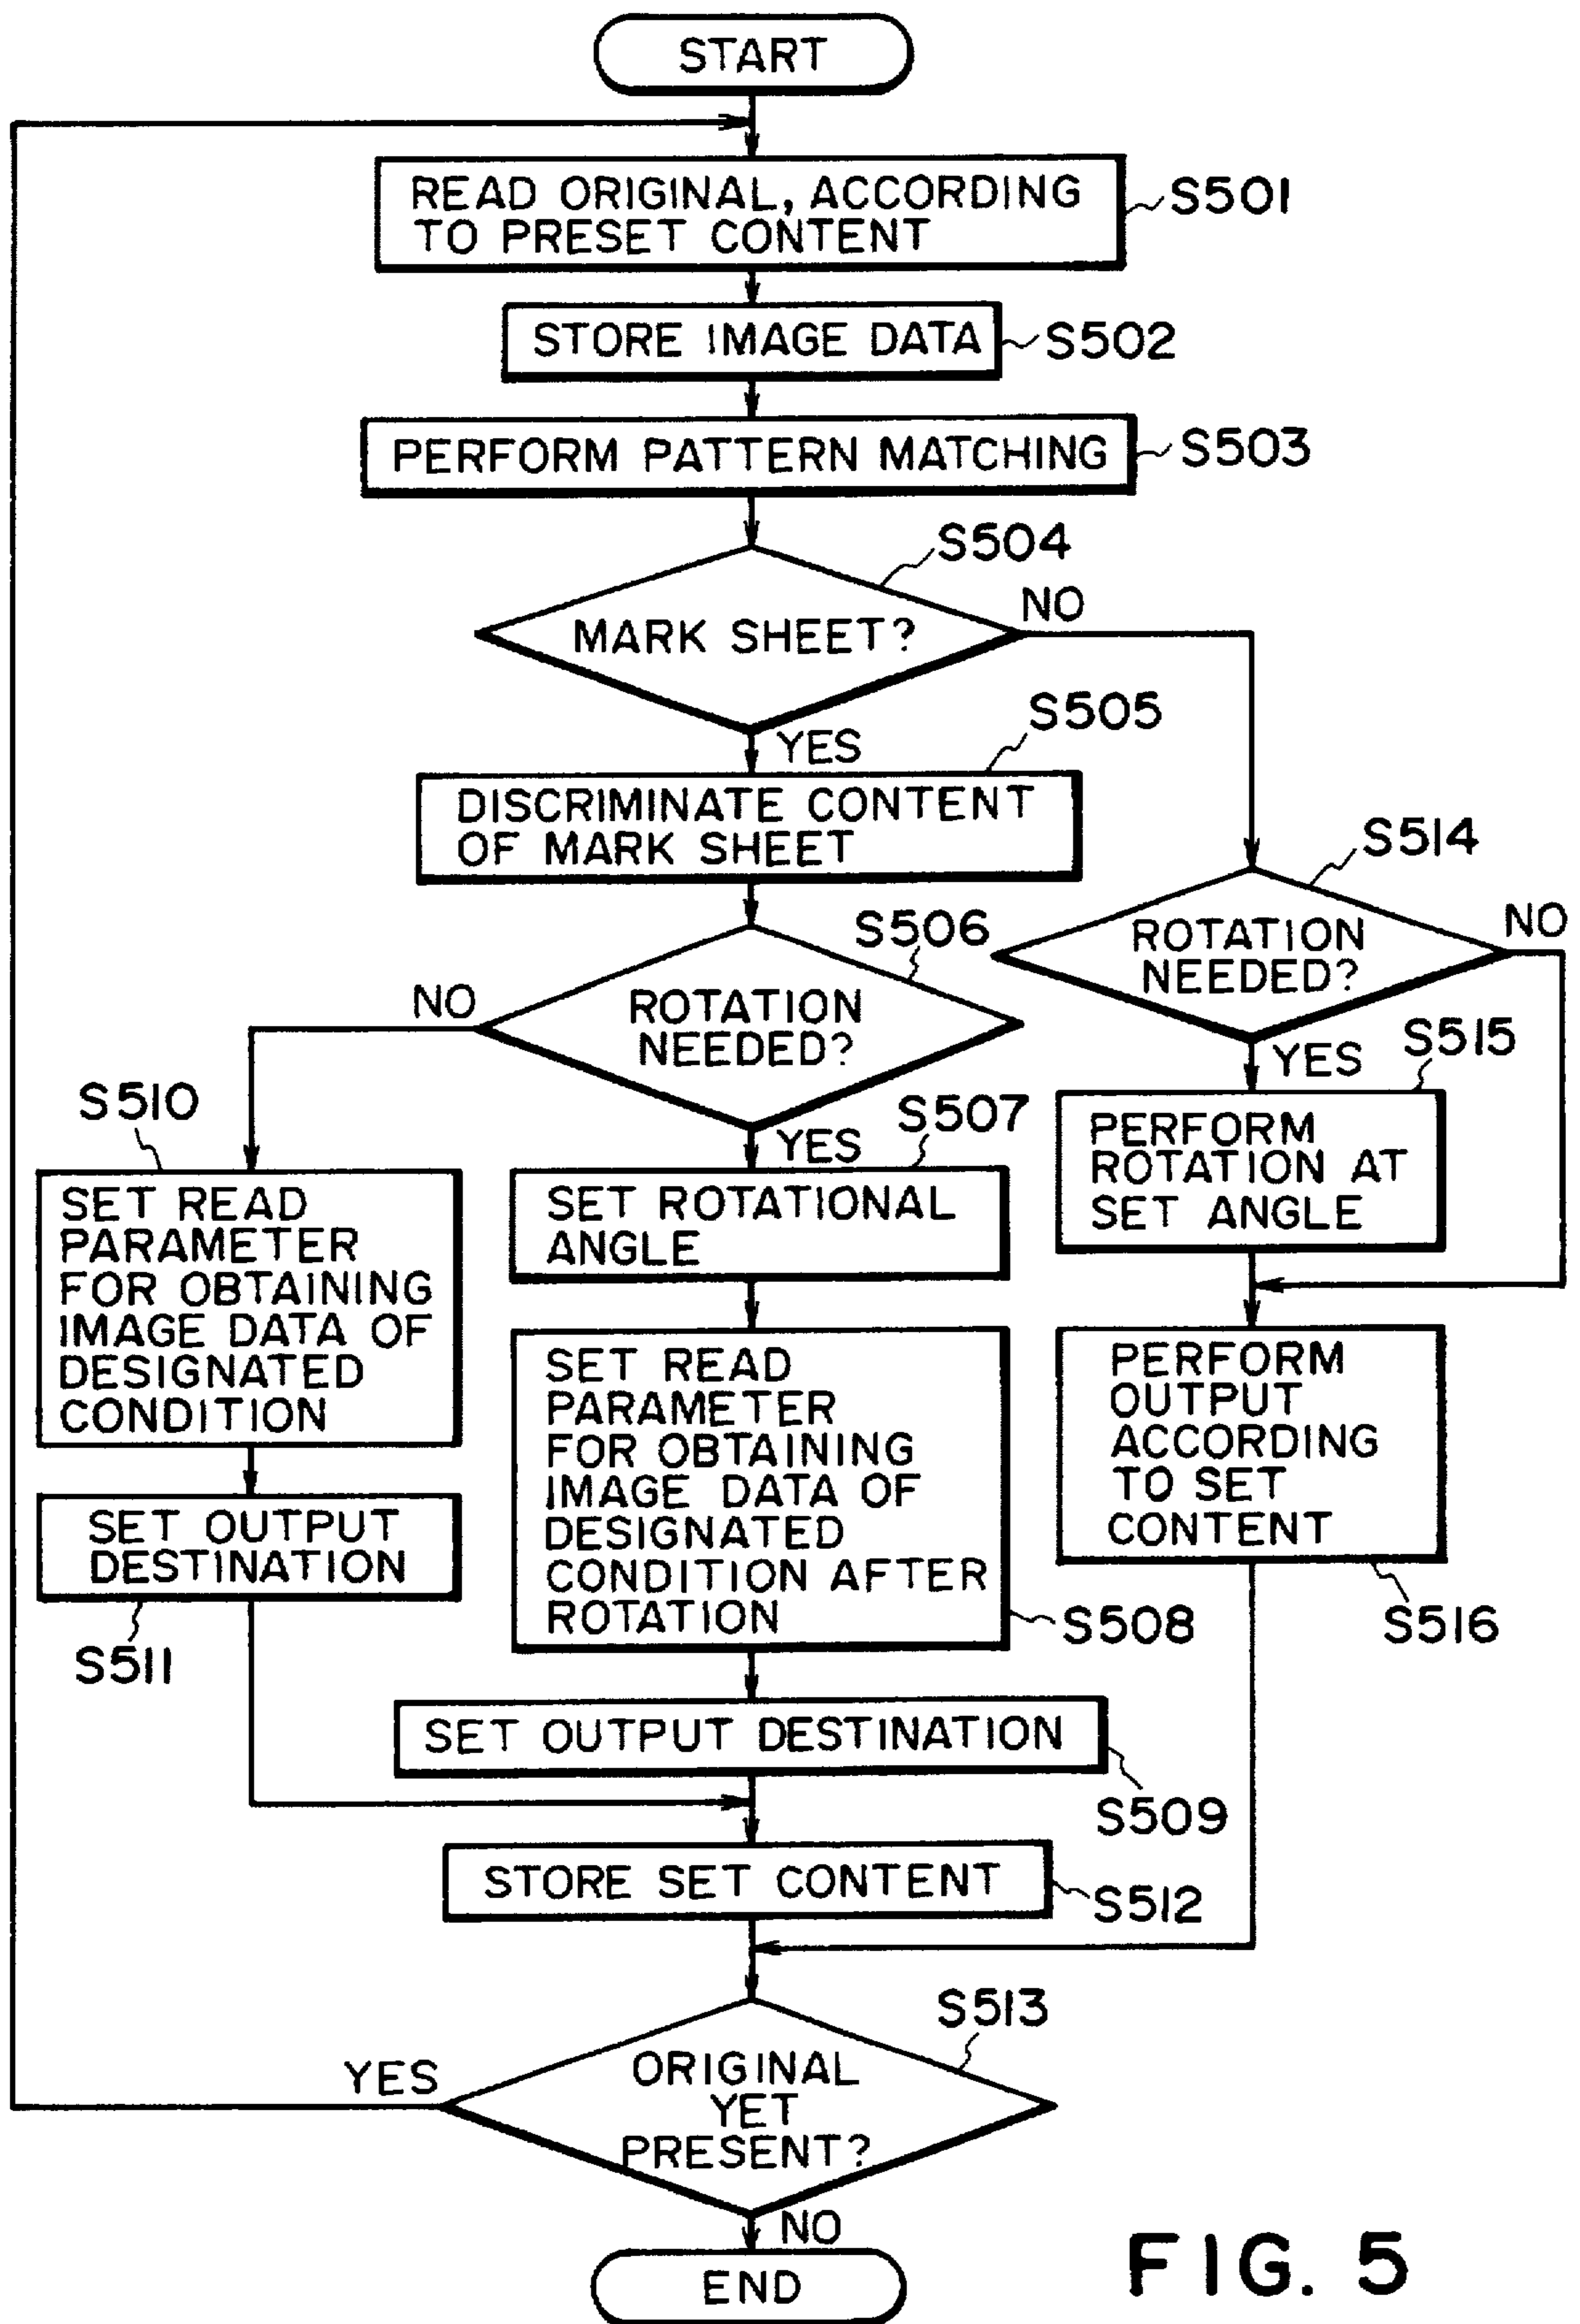 START
READ ORIGINAL, ACCORDING
TO PRESET CONTENT
S501
STORE IMAGE DATA
S502
PERFORM PATTERN MATCHING
S503
S504
MARK SHEET?
NO
YES
S505
DISCRIMINATE CONTENT
OF MARK SHEET
S506
ROTATION
NEEDED?
NO
YES
S514
ROTATION
NEEDED?
NO
YES
S515
PERFORM
ROTATION AT
SET ANGLE
S510
SET READ
PARAMETER
FOR OBTAINING
IMAGE DATA OF
DESIGNATED
CONDITION
S507
SET ROTATIONAL
ANGLE
SET READ
PARAMETER
FOR OBTAINING
IMAGE DATA OF
DESIGNATED
CONDITION AFTER
ROTATION
S508
PERFORM
OUTPUT
ACCORDING
TO SET
CONTENT
S516
SET OUTPUT
DESTINATION
S511
SET OUTPUT DESTINATION
S509
STORE SET CONTENT
S512
S513
ORIGINAL
YET
PRESENT?
YES
NO
END
FIG. 5